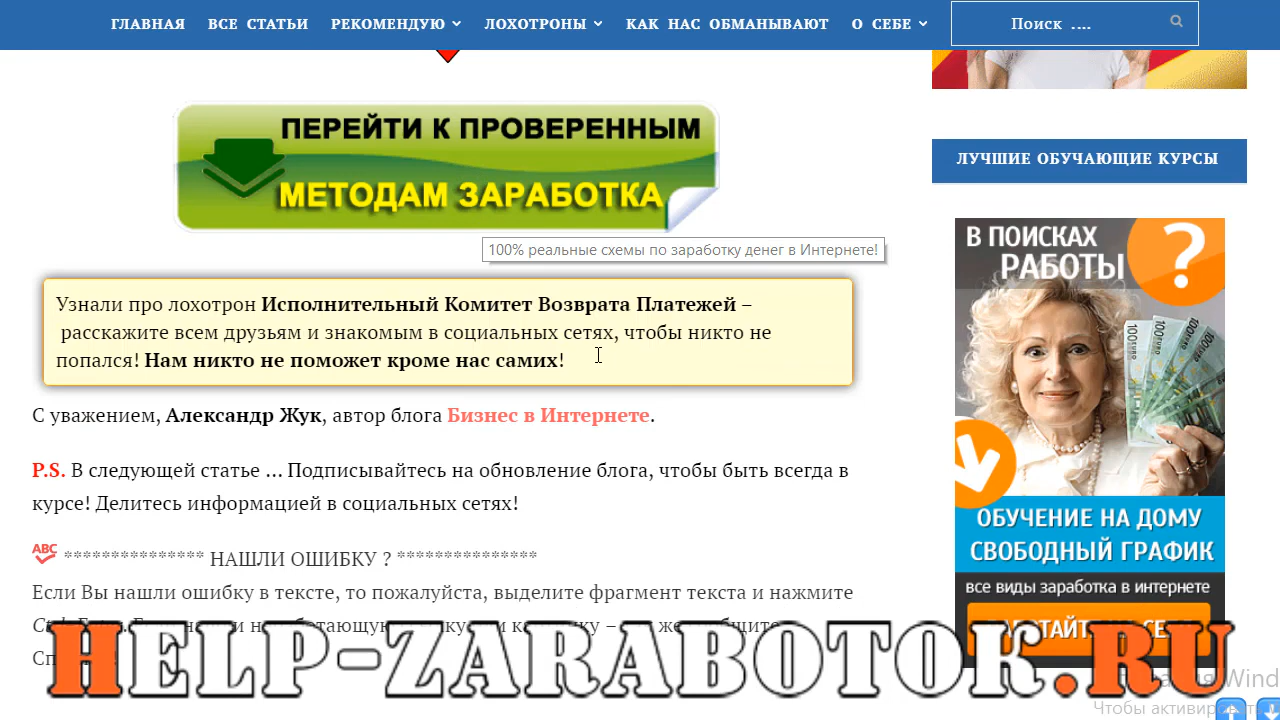 ГЛАВНАЯ ВСЕ СТАТЬИ РЕКОМЕНДУЮ ЛОХОТРОНЫ КАК НАС ОБМАНЫВАЮТ О СЕБЕ Поиск ....
ПЕРЕЙТИ К ПРОВЕРЕННЫМ
МЕТОДАМ ЗАРАБОТКА
100% реальные схемы по заработку денег в Интернете!
Узнали про лохотрон Исполнительный Комитет Возврата Платежей –
расскажите всем друзьям и знакомым в социальных сетях, чтобы никто не
попался! Нам никто не поможет кроме нас самих!
С уважением, Александр Жук, автор блога Бизнес в Интернете.
P.S. В следующей статье ... Подписывайтесь на обновление блога, чтобы быть всегда в
курсе! Делитесь информацией в социальных сетях!
ABC *************** НАШЛИ ОШИБКУ ? ***************
Если Вы нашли ошибку в тексте, то пожалуйста, выделите фрагмент текста и нажмите
ЛУЧШИЕ ОБУЧАЮЩИЕ КУРСЫ
В ПОИСКАХ
РАБОТЫ
?
ОБУЧЕНИЕ НА ДОМУ
СВОБОДНЫЙ ГРАФИК
все виды заработка в интернете
HELP-ZARABOTOK.RU
Чтобы